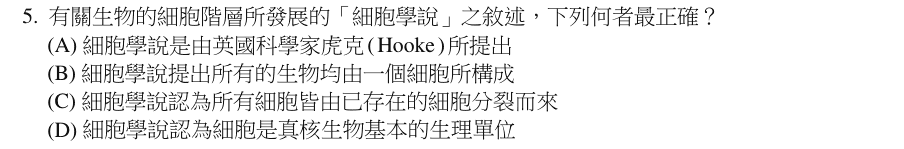 5. 有關生物的細胞階層所發展的「細胞學說」之敘述，下列何者最正確？
(A) 細胞學說是由英國科學家虎克(Hooke)所提出
(B) 細胞學說提出所有的生物均由一個細胞所構成
(C) 細胞學說認為所有細胞皆由已存在的細胞分裂而來
(D) 細胞學說認為細胞是真核生物基本的生理單位